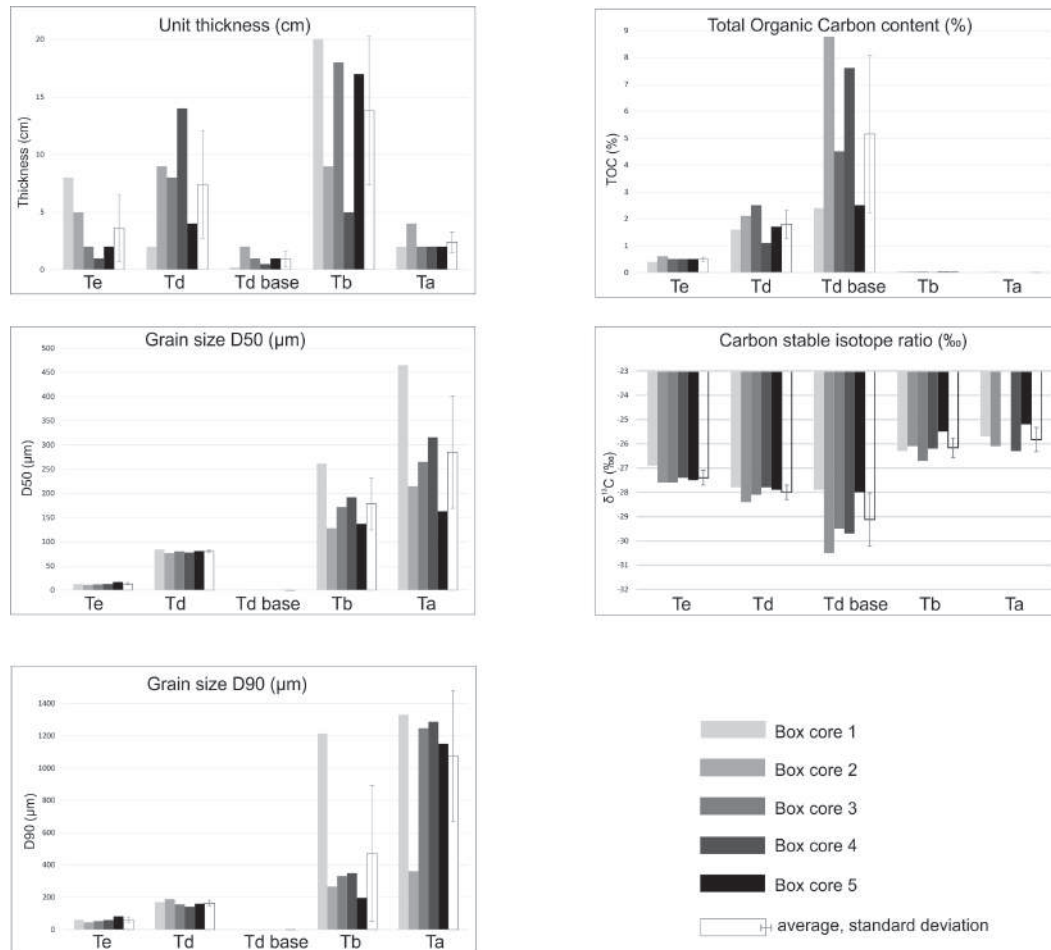 Unit thickness (cm)
20
15
10
5
0
Thickness (cm)
Te Td Td base Tb Ta
Total Organic Carbon content (%)
9
8
7
6
5
4
3
2
1
0
TOC (%)
Te Td Td base Tb Ta
Grain size D50 (μm)
500
450
400
350
300
250
200
150
100
50
0
D50 (μm)
Te Td Td base Tb Ta
Carbon stable isotope ratio (‰)
-23
-24
-25
-26
-27
-28
-29
-30
-31
-32
δ¹³C (‰)
Te Td Td base Tb Ta
Grain size D90 (μm)
1400
1200
1000
800
600
400
200
0
D90 (μm)
Te Td Td base Tb Ta
Box core 1
Box core 2
Box core 3
Box core 4
Box core 5
average, standard deviation